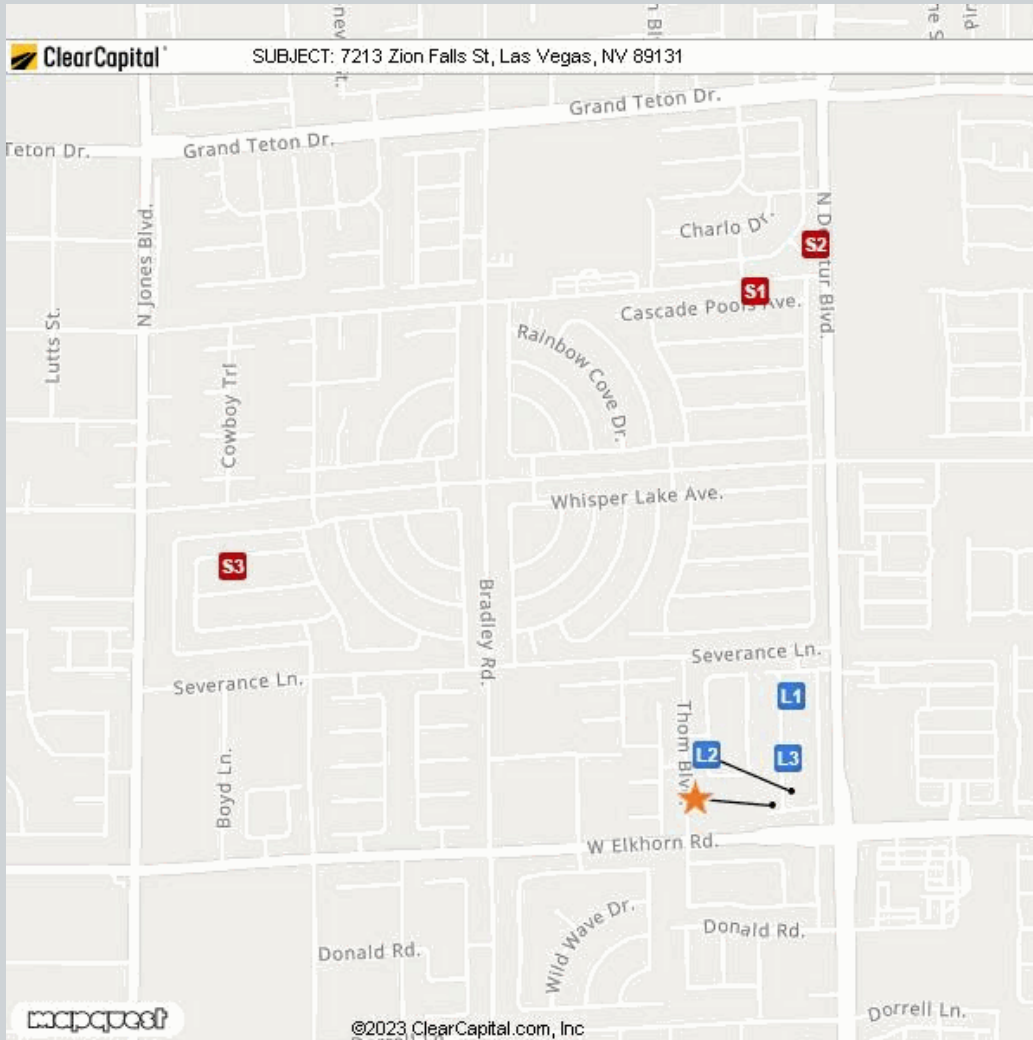 ClearCapital
SUBJECT: 7213 Zion Falls St, Las Vegas, NV 89131
Grand Teton Dr.
Teton Dr.
Grand Teton Dr.
N Jones Blvd.
Charlo Dr.
S2
S1
Cascade Pools Ave.
Lutts St.
Rainbow Cove Dr.
Cowboy Trl
Whisper Lake Ave.
S3
Bradley Rd.
Severance Ln.
Severance Ln.
L1
Thom Blv
L2
L3
Boyd Ln.
W Elkhorn Rd.
Wild Wave Dr.
Donald Rd.
Donald Rd.
Dorrell Ln.
mapquest
©2023 ClearCapital.com, Inc